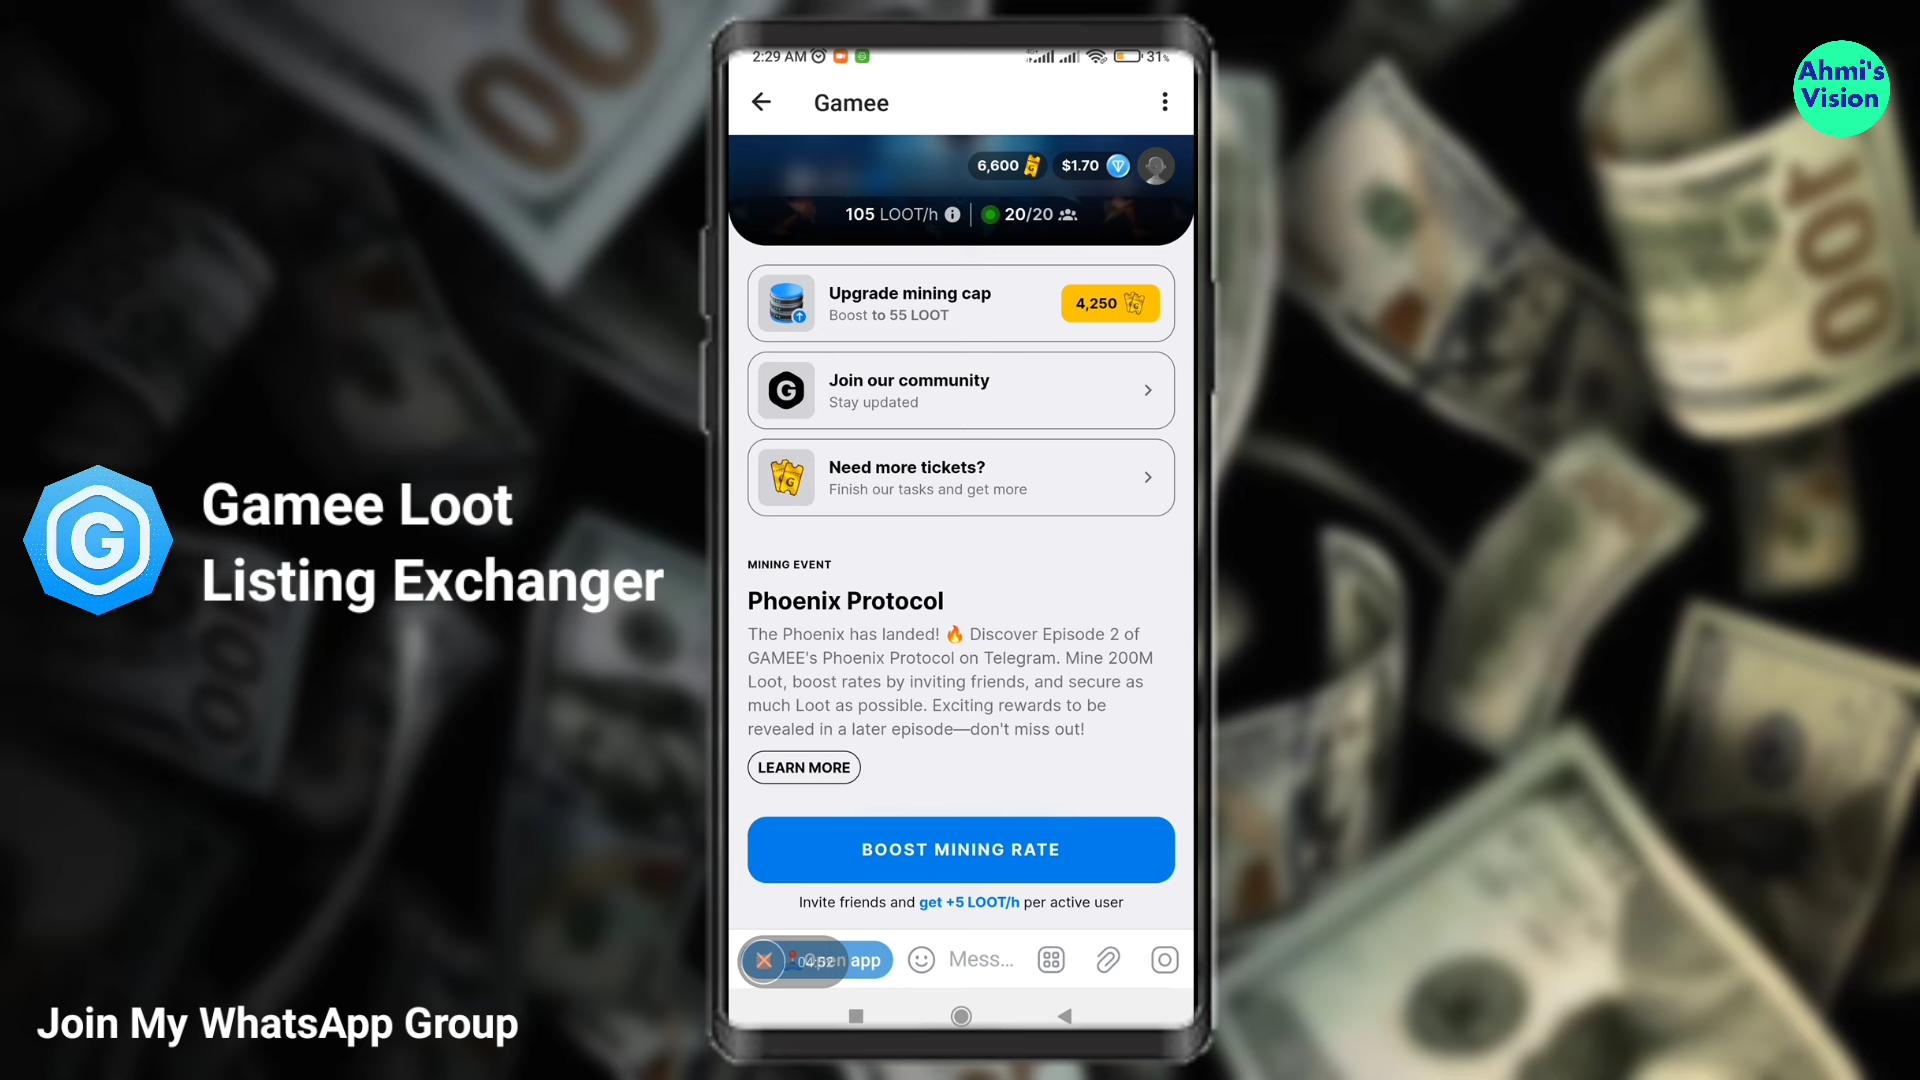 Ahmi's
Vision
2:29 AM
31%
Gamee
6,600
$1.70
105 LOOT/h
20/20
Upgrade mining cap
Boost to 55 LOOT
4,250
Join our community
Stay updated
Need more tickets?
Finish our tasks and get more
MINING EVENT
Phoenix Protocol
The Phoenix has landed! 🔥 Discover Episode 2 of
GAMEE's Phoenix Protocol on Telegram. Mine 200M
Loot, boost rates by inviting friends, and secure as
much Loot as possible. Exciting rewards to be
revealed in a later episode—don't miss out!
LEARN MORE
BOOST MINING RATE
Invite friends and get +5 LOOT/h per active user
04:52
Open app
Mess...
Gamee Loot
Listing Exchanger
Join My WhatsApp Group
100
100